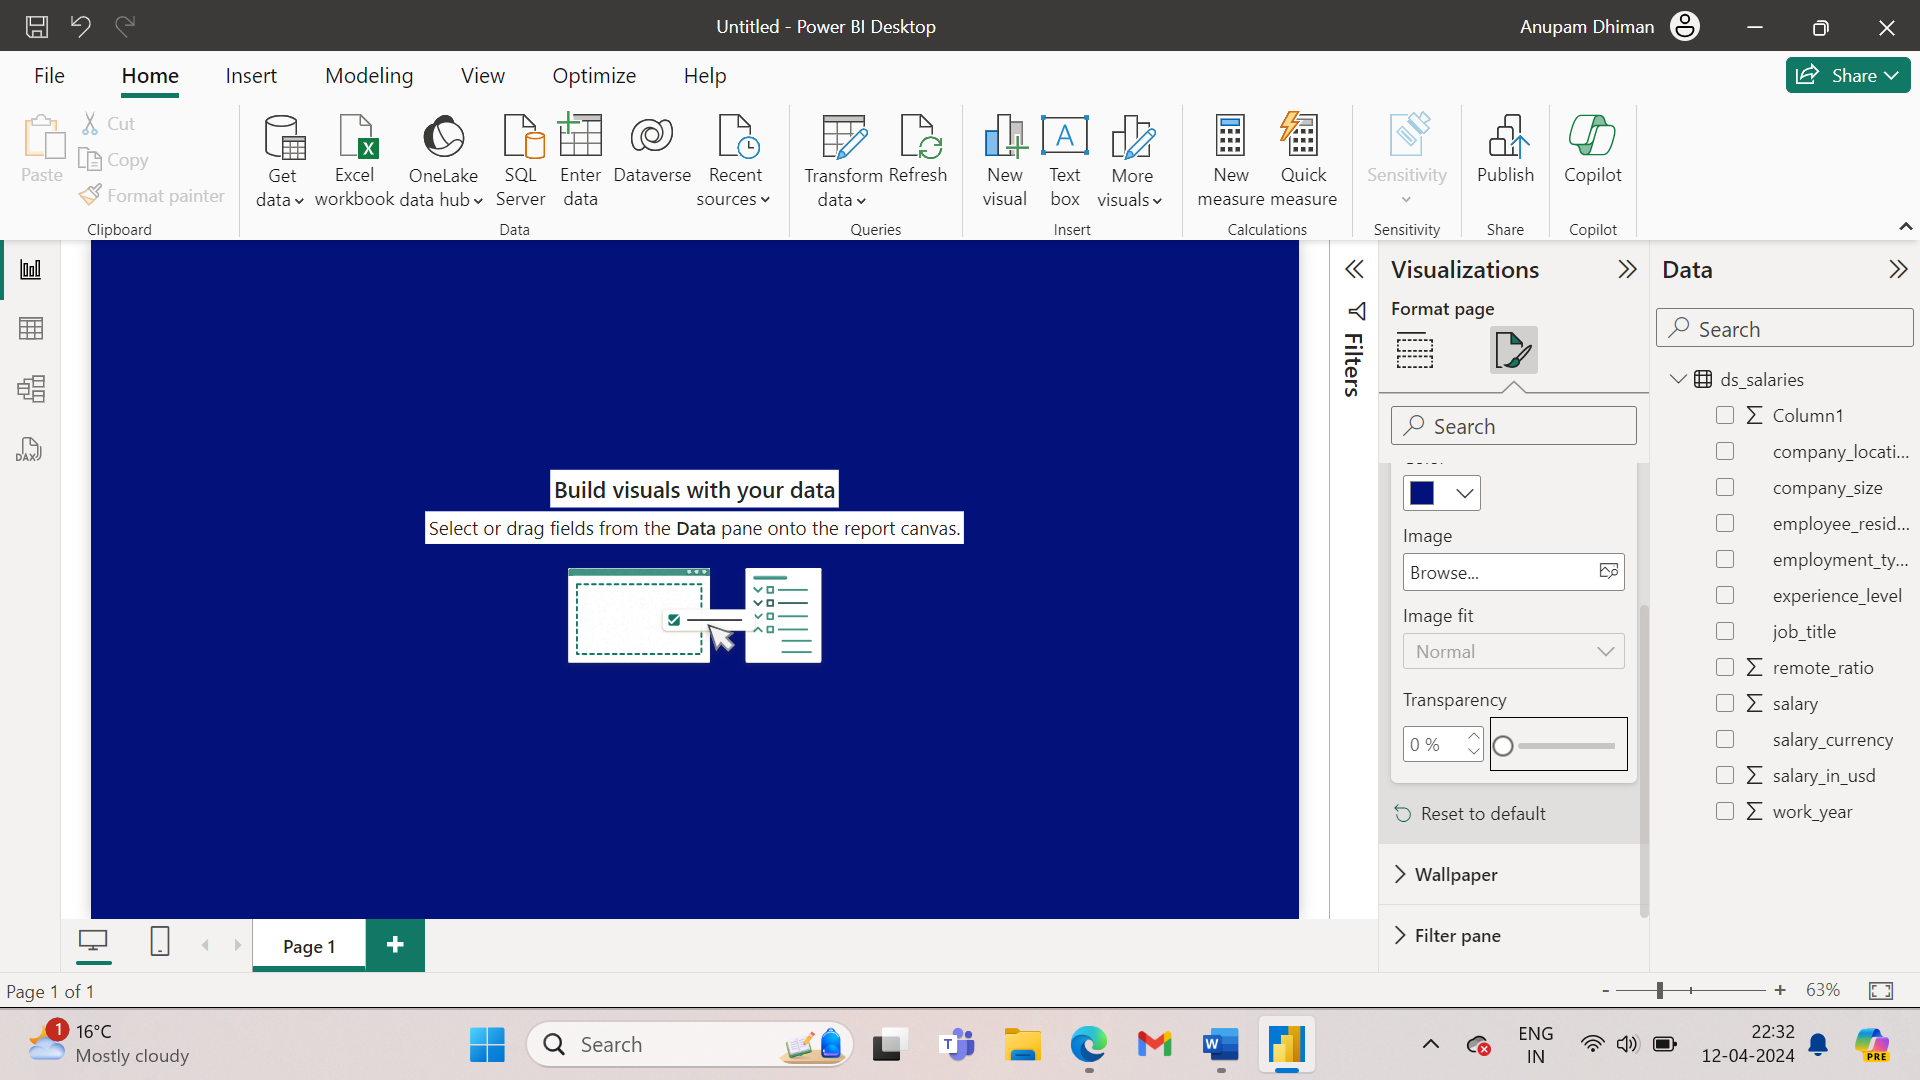 Untitled - Power BI Desktop
Anupam Dhiman
File Home Insert Modeling View Optimize Help
Share
Paste
Cut
Copy
Format painter
Clipboard
Get data
Excel workbook
OneLake data hub
SQL Server
Enter data
Dataverse
Recent sources
Data
Transform data
Refresh
Queries
New visual
Text box
More visuals
Insert
New measure
Quick measure
Calculations
Sensitivity
Sensitivity
Publish
Share
Copilot
Copilot
DAX
Build visuals with your data
Select or drag fields from the Data pane onto the report canvas.
Filters
Visualizations
Format page
Search
Image
Browse...
Image fit
Normal
Transparency
0 %
Reset to default
Wallpaper
Filter pane
Data
Search
ds_salaries
Column1
company_locati...
company_size
employee_resid...
employment_ty...
experience_level
job_title
remote_ratio
salary
salary_currency
salary_in_usd
work_year
Page 1
Page 1 of 1
63%
1
16°C
Mostly cloudy
Search
ENG
IN
22:32
12-04-2024
PRE